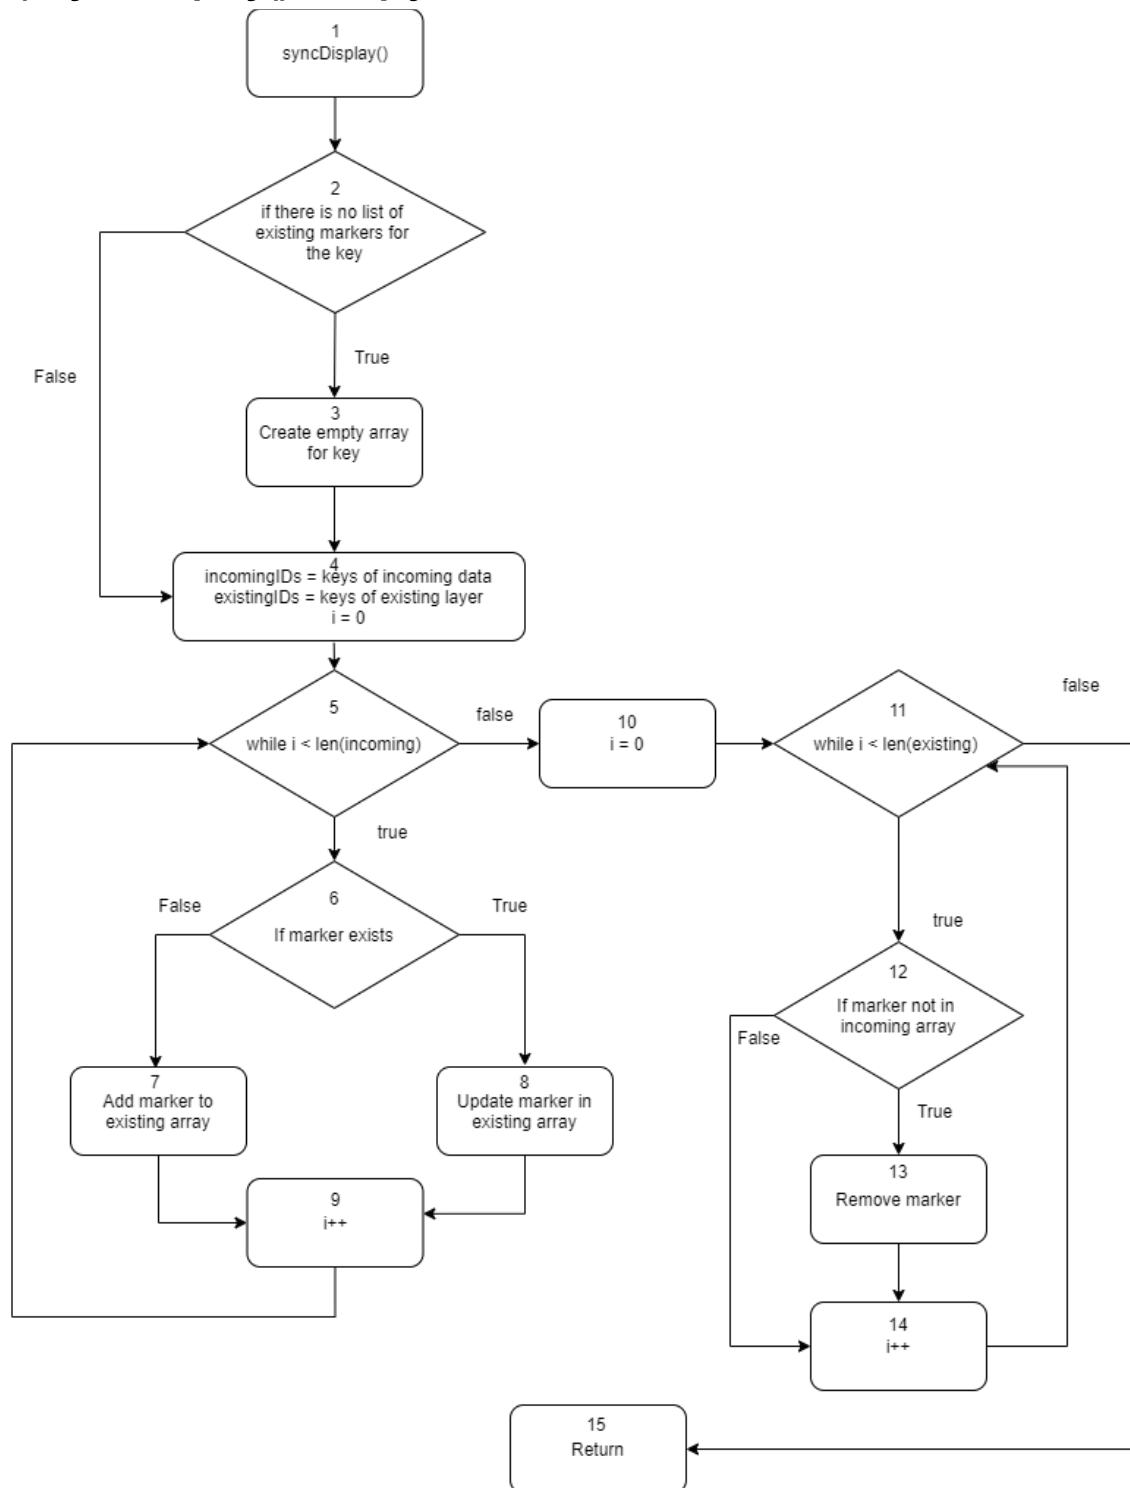 1
syncDisplay()
2
if there is no list of
existing markers for
the key
True
False
3
Create empty array
for key
4
incomingIDs = keys of incoming data
existingIDs = keys of existing layer
i = 0
5
while i < len(incoming)
false
true
10
i = 0
11
while i < len(existing)
false
true
6
If marker exists
False
True
7
Add marker to
existing array
8
Update marker in
existing array
9
i++
12
If marker not in
incoming array
False
True
13
Remove marker
14
i++
15
Return